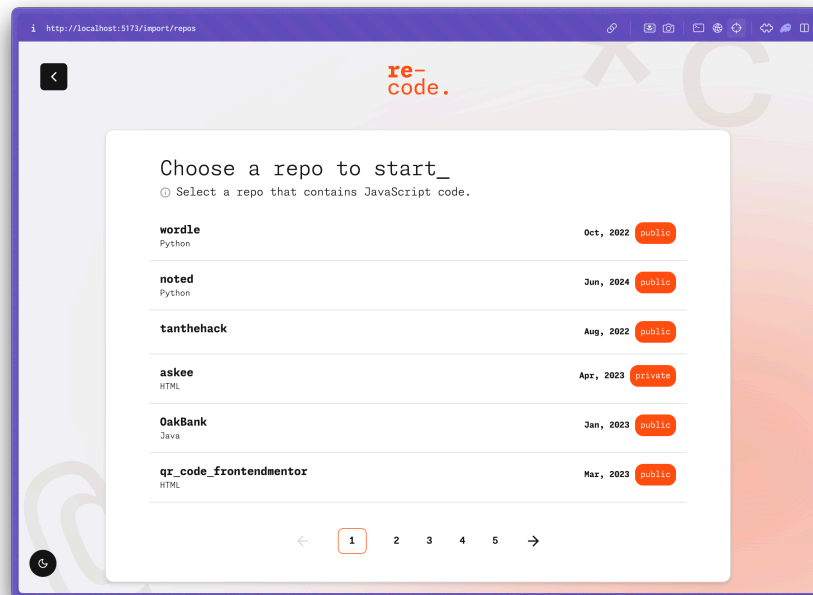 i http://localhost:5173/import/repos
re-
code.
Choose a repo to start_
Select a repo that contains JavaScript code.
wordle
Python
Oct, 2022 public
noted
Python
Jun, 2024 public
tanthehack
Aug, 2022 public
askee
HTML
Apr, 2023 private
OakBank
Java
Jan, 2023 public
qr_code_frontendmentor
HTML
Mar, 2023 public
← 1 2 3 4 5 →